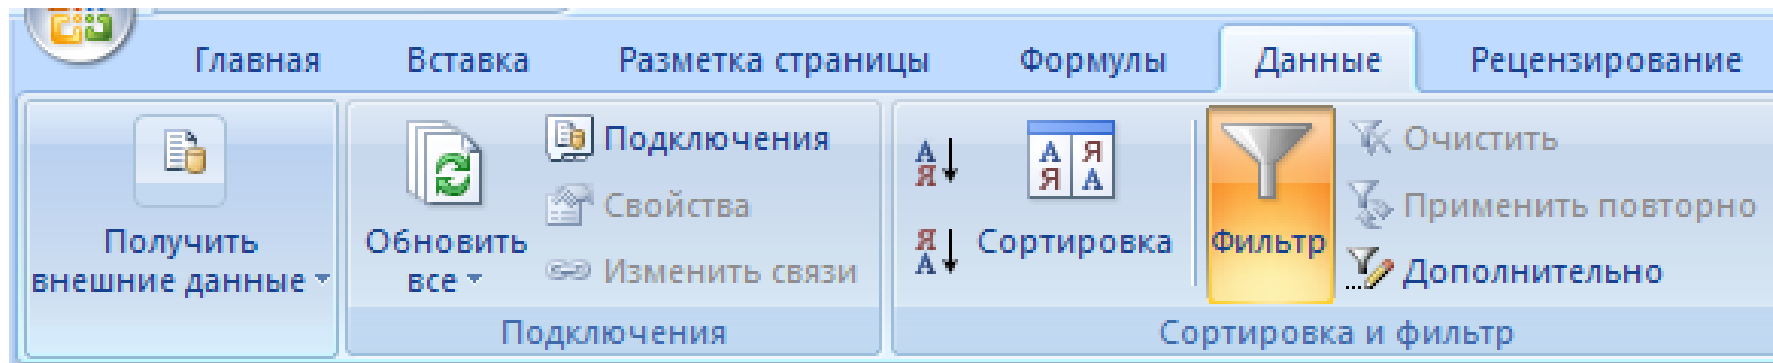 Главная Вставка Разметка страницы Формулы Данные Рецензирование
Получить
внешние данные
Обновить
все
Подключения
Свойства
Изменить связи
Подключения
А
Я
Я
А
А Я
Я А
Сортировка
Фильтр
Очистить
Применить повторно
Дополнительно
Сортировка и фильтр